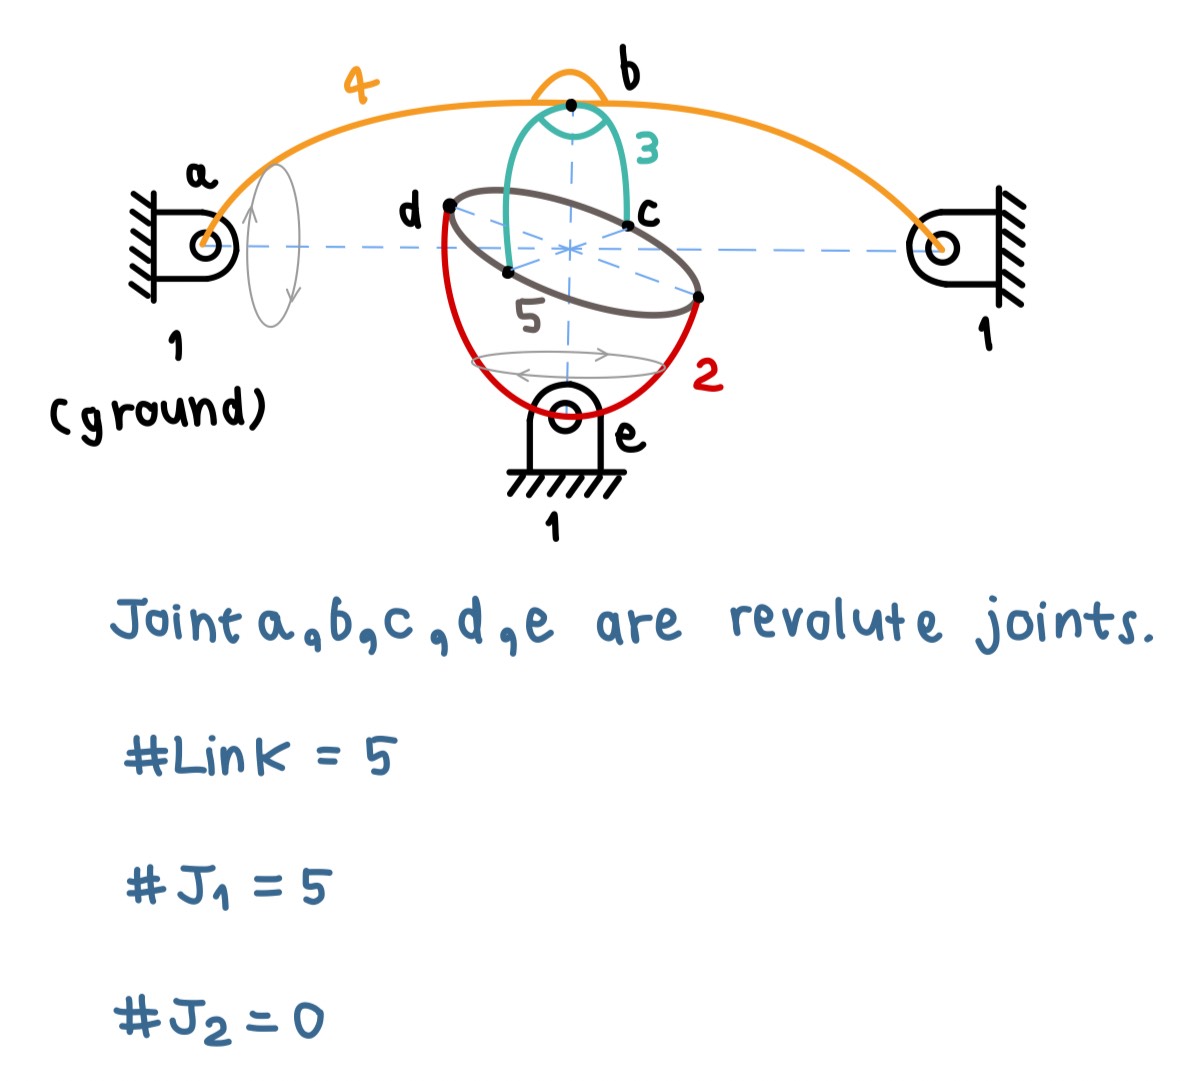 4
b
3
a
d
c
5
1
1
2
(ground)
e
1
Joint a,b,c,d,e are revolute joints.
#Link = 5
#J₁ = 5
#J₂ = 0